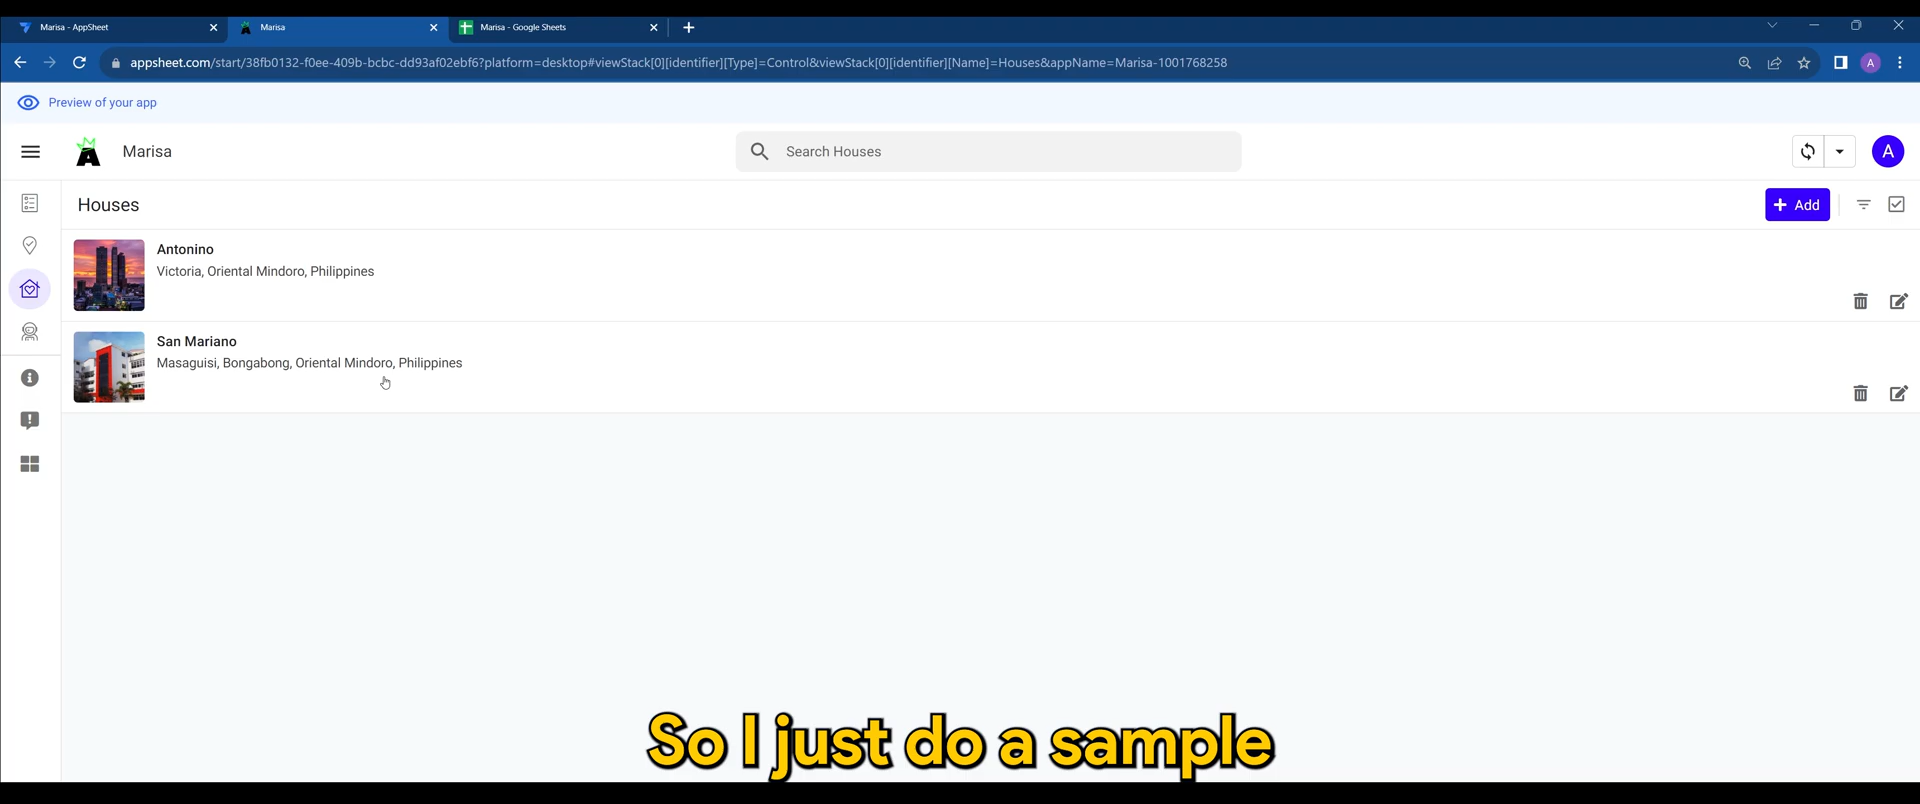 Marisa - AppSheet
Marisa
Marisa - Google Sheets
appsheet.com/start/38fb0132-f0ee-409b-bcbc-dd93af02ebf6?platform=desktop#viewStack[0][identifier][Type]=Control&viewStack[0][identifier][Name]=Houses&appName=Marisa-1001768258
A
Preview of your app
A
Marisa
Search Houses
A
Houses
Add
Antonino
Victoria, Oriental Mindoro, Philippines
San Mariano
Masaguisi, Bongabong, Oriental Mindoro, Philippines
So I just do a sample